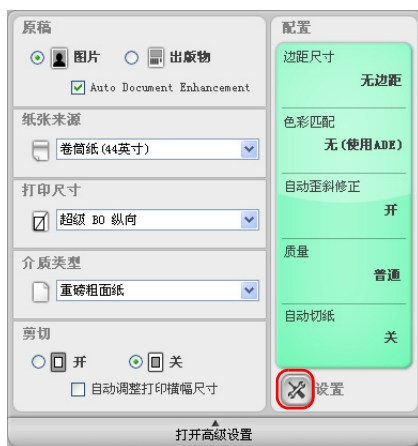 原稿
图片 出版物
Auto Document Enhancement
纸张来源
卷筒纸(44英寸)
打印尺寸
超级 B0 纵向
介质类型
重磅粗面纸
剪切
开 关
自动调整打印横幅尺寸
配置
边距尺寸
无边距
色彩匹配
无(使用ADE)
自动歪斜修正
开
质量
普通
自动切纸
关
设置
打开高级设置